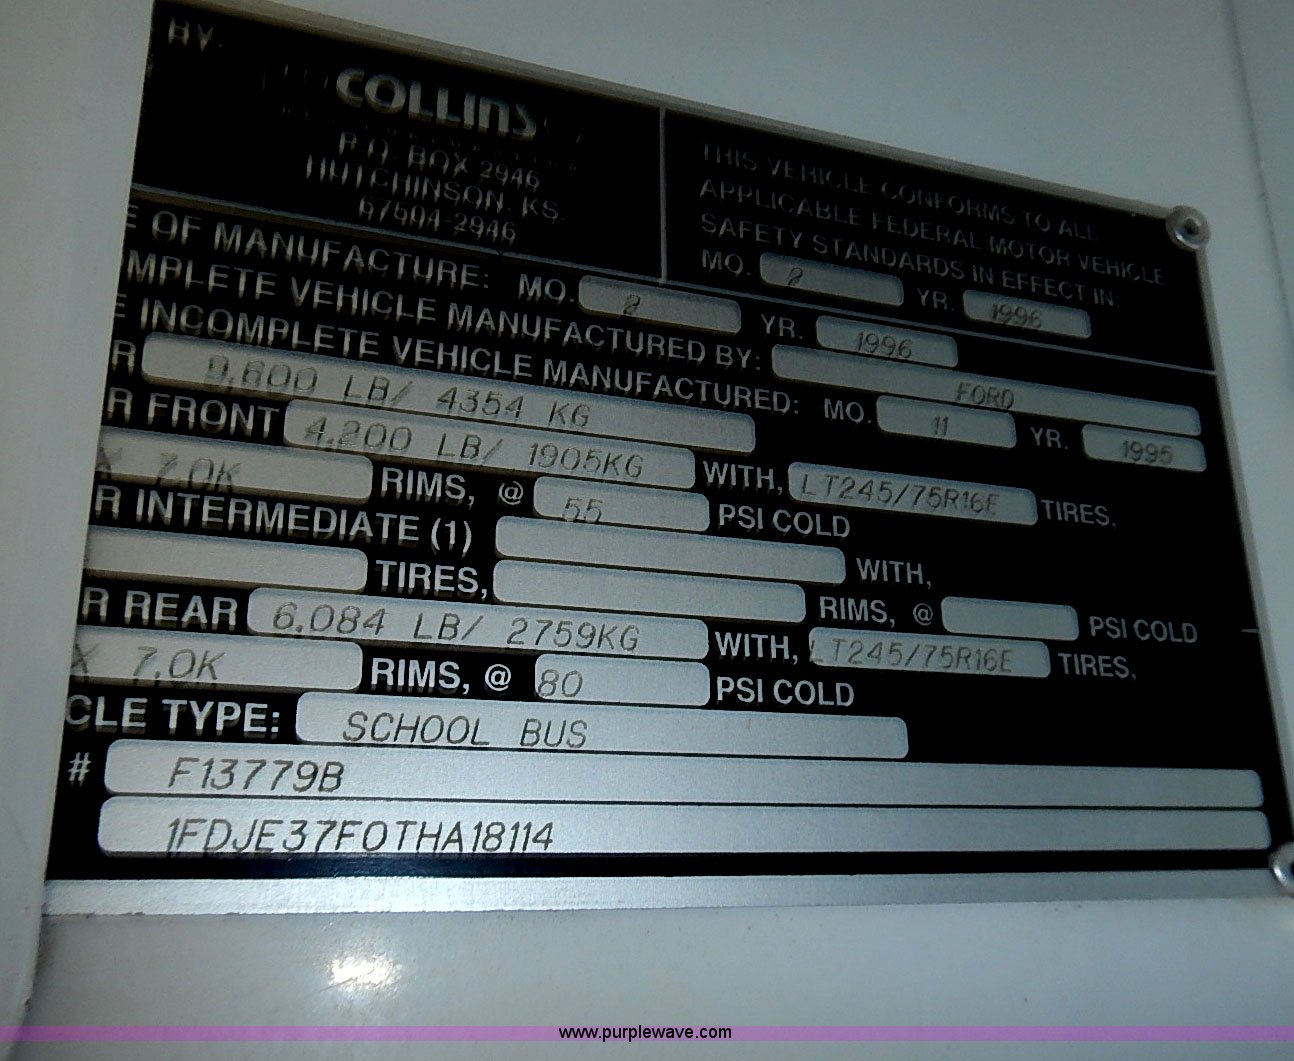 BY.
COLLINS
P.O. BOX 2946
HUTCHINSON, KS.
67504-2946
THIS VEHICLE CONFORMS TO ALL
APPLICABLE FEDERAL MOTOR VEHICLE
SAFETY STANDARDS IN EFFECT IN:
MO. 2 YR. 1996
E OF MANUFACTURE: MO. 2 YR. 1996
MPLETE VEHICLE MANUFACTURED BY: FORD
E INCOMPLETE VEHICLE MANUFACTURED: MO. 11 YR. 1995
R 9,600 LB/ 4354 KG
R FRONT 4,200 LB/ 1905KG WITH, LT245/75R16E TIRES,
X 7.0K RIMS, @ 55 PSI COLD
R INTERMEDIATE (1) WITH,
TIRES, RIMS, @ PSI COLD
R REAR 6,084 LB/ 2759KG WITH, LT245/75R16E TIRES,
X 7.0K RIMS, @ 80 PSI COLD
CLE TYPE: SCHOOL BUS
# F13779B
1FDJE37F0THA18114
www.purplewave.com